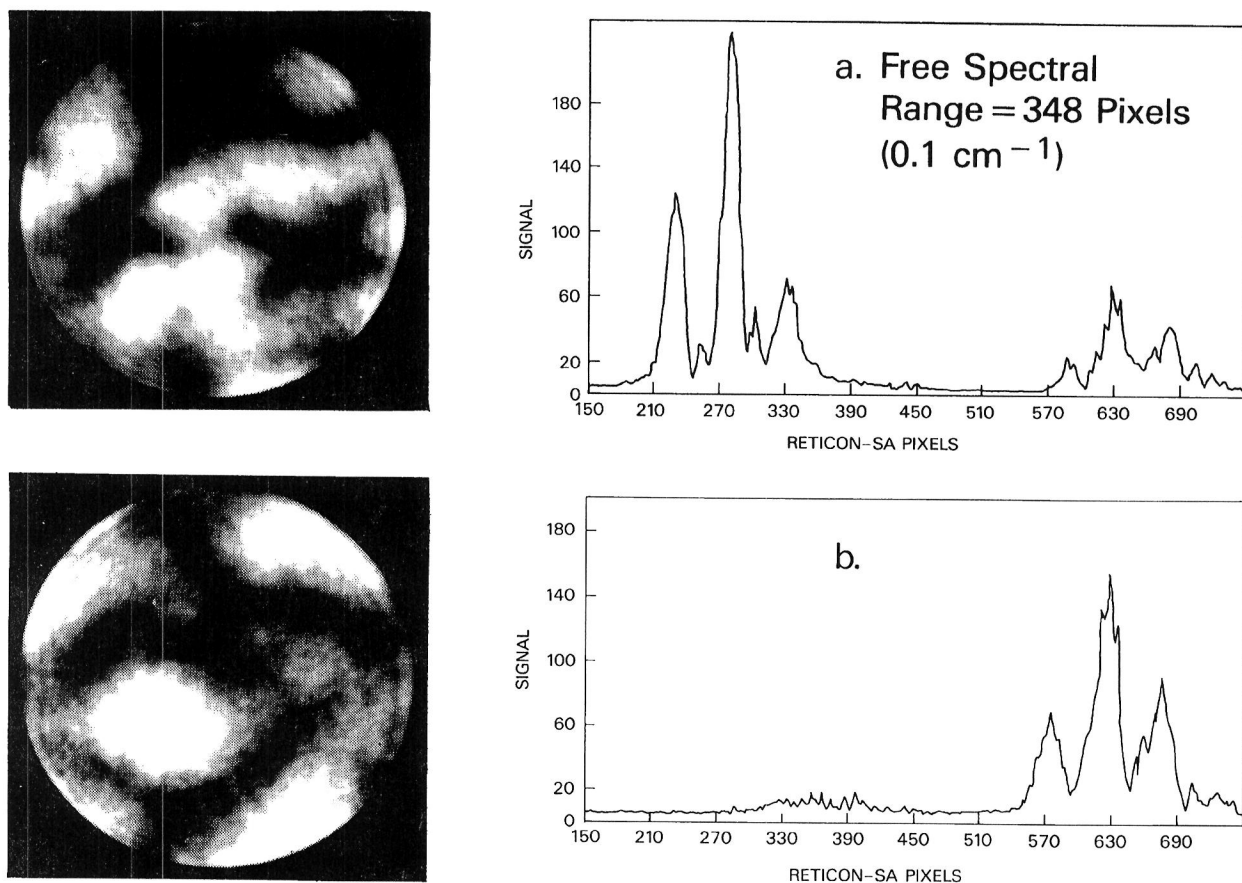 a. Free Spectral
Range = 348 Pixels
(0.1 cm⁻¹)
SIGNAL
180
140
100
60
20
0
150 210 270 330 390 450 510 570 630 690
RETICON-SA PIXELS
b.
SIGNAL
180
140
100
60
20
0
150 210 270 330 390 450 510 570 630 690
RETICON-SA PIXELS